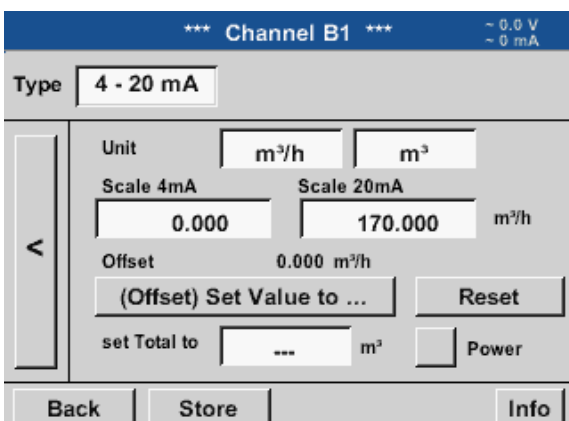 *** Channel B1 ***
~ 0.0 V
~ 0 mA
Type 4 - 20 mA
Unit m³/h m³
Scale 4mA Scale 20mA
0.000 170.000 m³/h
<
Offset 0.000 m³/h
(Offset) Set Value to ... Reset
set Total to --- m³ Power
Back Store Info